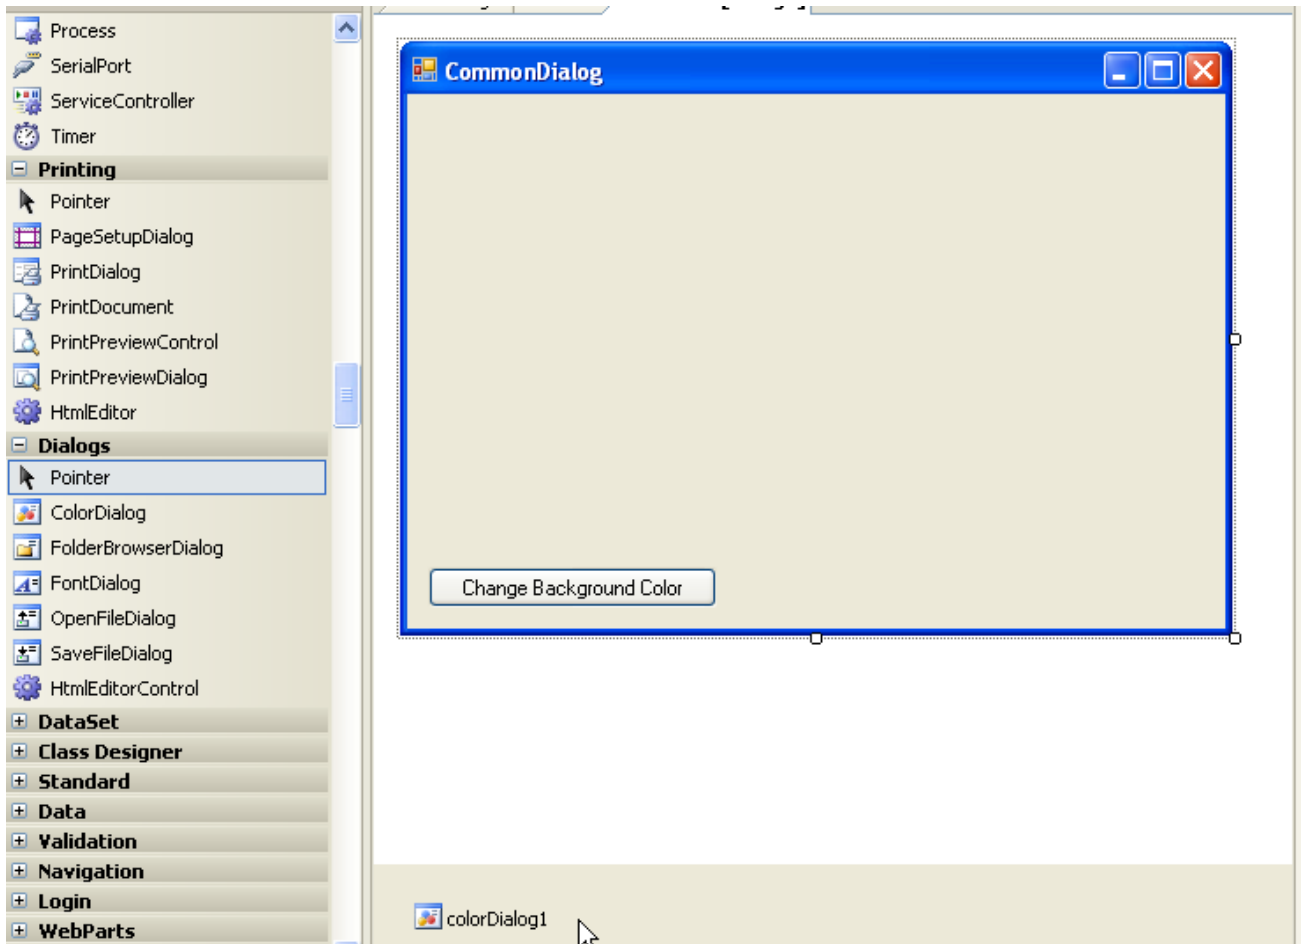 Process
SerialPort
ServiceController
Timer
Printing
Pointer
PageSetupDialog
PrintDialog
PrintDocument
PrintPreviewControl
PrintPreviewDialog
HtmlEditor
Dialogs
Pointer
ColorDialog
FolderBrowserDialog
FontDialog
OpenFileDialog
SaveFileDialog
HtmlEditorControl
DataSet
Class Designer
Standard
Data
Validation
Navigation
Login
WebParts
CommonDialog
Change Background Color
colorDialog1